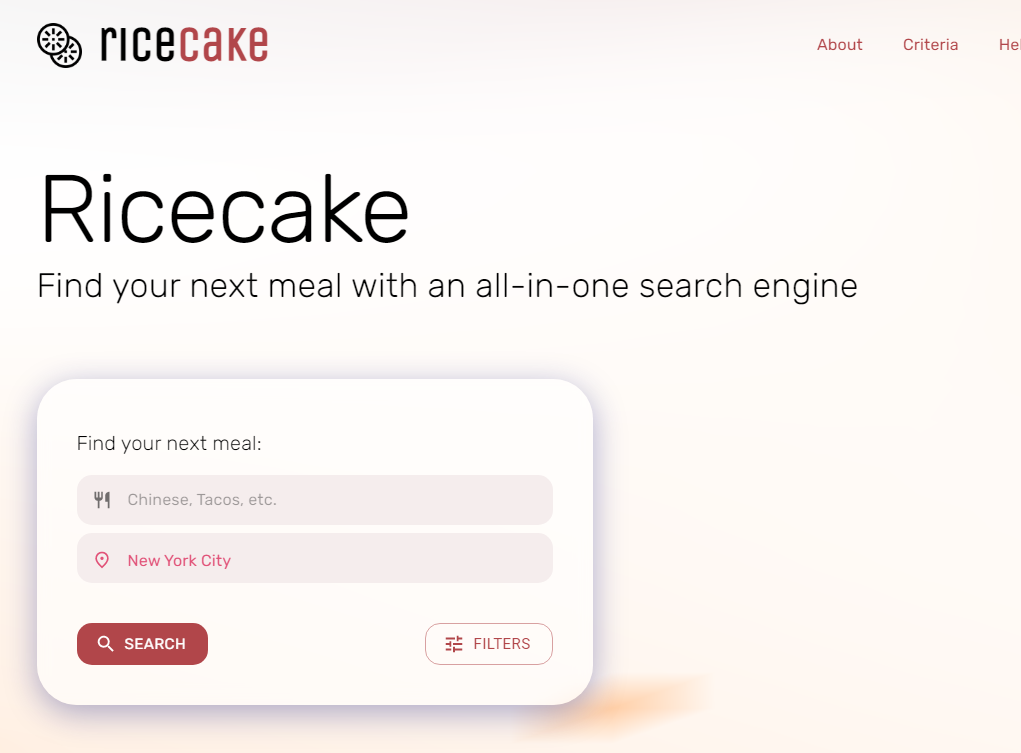 ricecake
About Criteria Hel
Ricecake
Find your next meal with an all-in-one search engine
Find your next meal:
Chinese, Tacos, etc.
New York City
SEARCH FILTERS